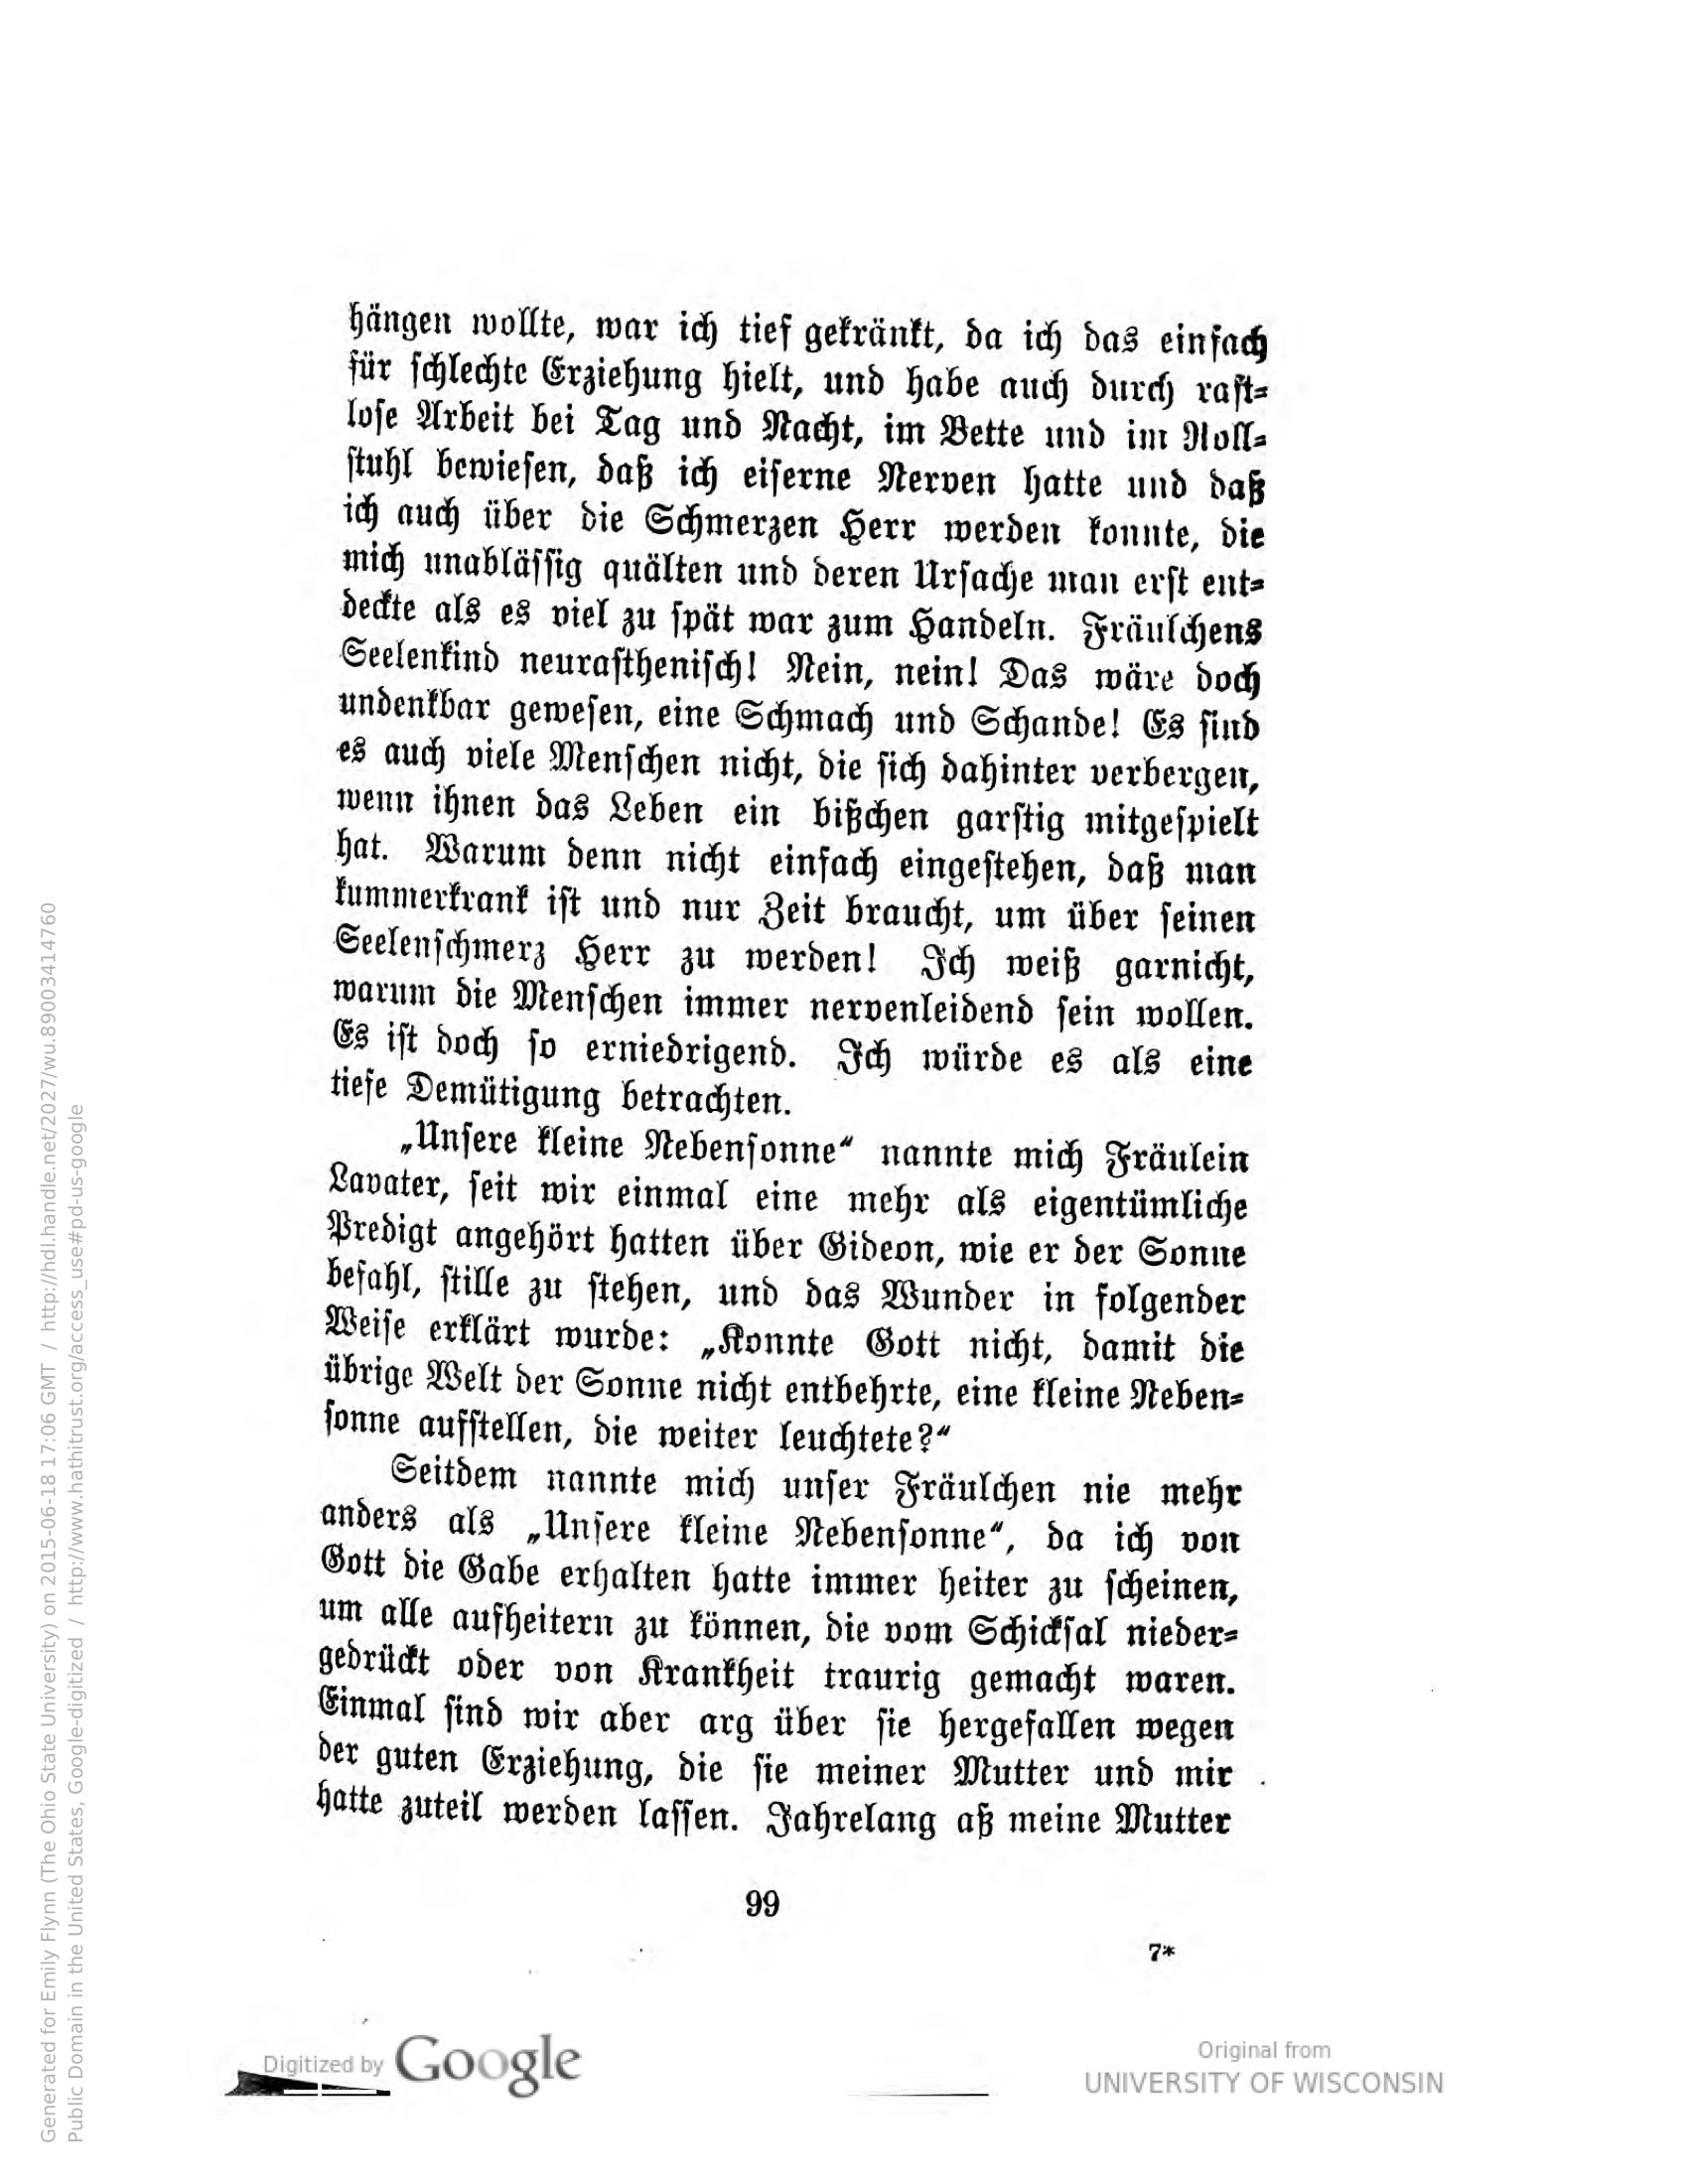 hängen wollte, war ich tief gekränkt, da ich das einfach
für schlechte Erziehung hielt, und habe auch durch rast=
lose Arbeit bei Tag und Nacht, im Bette und im Roll=
stuhl bewiesen, daß ich eiserne Nerven hatte und daß
ich auch über die Schmerzen Herr werden konnte, die
mich unablässig quälten und deren Ursache man erst ent=
deckte als es viel zu spät war zum Handeln. Fräulchens
Seelenkind neurasthenisch! Nein, nein! Das wäre doch
undenkbar gewesen, eine Schmach und Schande! Es sind
es auch viele Menschen nicht, die sich dahinter verbergen,
wenn ihnen das Leben ein bißchen garstig mitgespielt
hat. Warum denn nicht einfach eingestehen, daß man
kummerkrank ist und nur Zeit braucht, um über seinen
Seelenschmerz Herr zu werden! Ich weiß garnicht,
warum die Menschen immer nervenleidend sein wollen.
Es ist doch so erniedrigend. Ich würde es als eine
tiefe Demütigung betrachten.
„Unsere kleine Nebensonne“ nannte mich Fräulein
Lavater, seit wir einmal eine mehr als eigentümliche
Predigt angehört hatten über Gideon, wie er der Sonne
befahl, stille zu stehen, und das Wunder in folgender
Weise erklärt wurde: „Konnte Gott nicht, damit die
übrige Welt der Sonne nicht entbehrte, eine kleine Neben=
sonne aufstellen, die weiter leuchtete?“
Seitdem nannte mich unser Fräulchen nie mehr
anders als „Unsere kleine Nebensonne“, da ich von
Gott die Gabe erhalten hatte immer heiter zu scheinen,
um alle aufheitern zu können, die vom Schicksal nieder=
gedrückt oder von Krankheit traurig gemacht waren.
Einmal sind wir aber arg über sie hergefallen wegen
der guten Erziehung, die sie meiner Mutter und mir
hatte zuteil werden lassen. Jahrelang aß meine Mutter
99
7*
Digitized by Google
Original from
UNIVERSITY OF WISCONSIN
Generated for Emily Flynn (The Ohio State University) on 2015-06-18 17:06 GMT / http://hdl.handle.net/2027/wu.89003414760
Public Domain in the United States, Google-digitized / http://www.hathitrust.org/access_use#pd-us-google